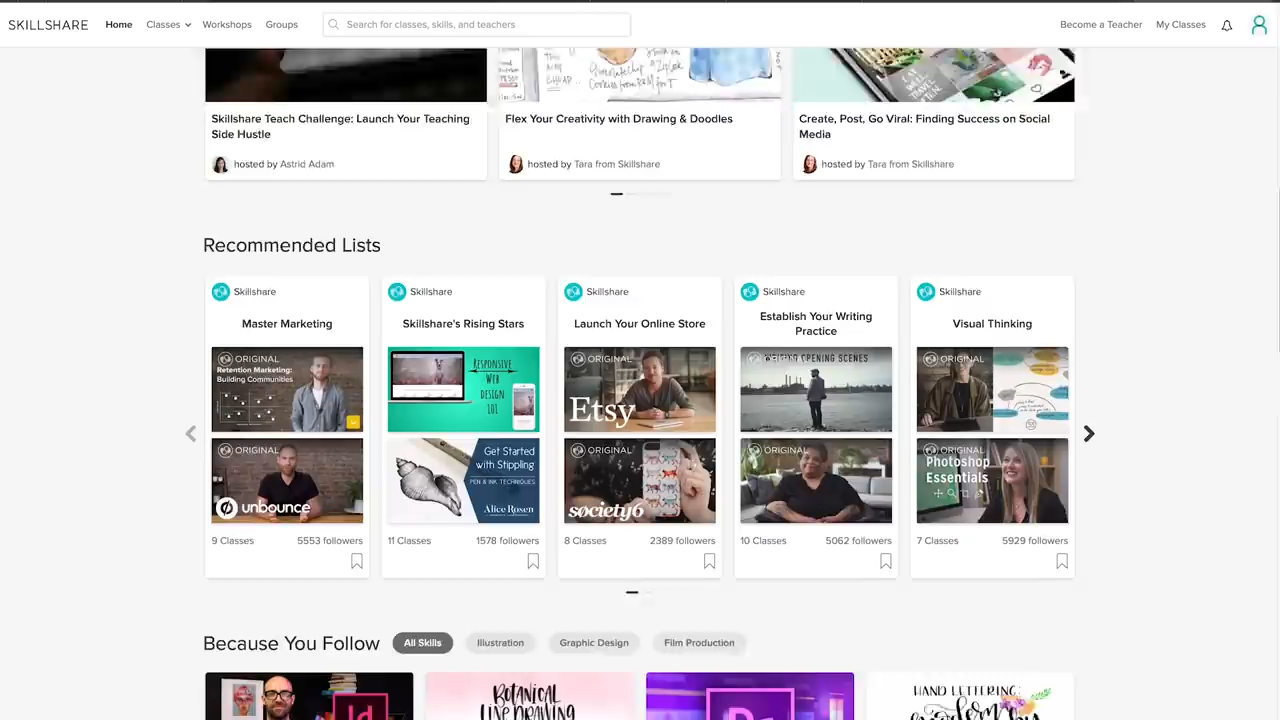 SKILLSHARE Home Classes Workshops Groups Search for classes, skills, and teachers Become a Teacher My Classes
Skillshare Teach Challenge: Launch Your Teaching
Side Hustle
hosted by Astrid Adam
Flex Your Creativity with Drawing & Doodles
hosted by Tara from Skillshare
Create, Post, Go Viral: Finding Success on Social
Media
hosted by Tara from Skillshare
Recommended Lists
Skillshare
Master Marketing
ORIGINAL
Retention Marketing:
Building Communities
ORIGINAL
unbounce
9 Classes 5553 followers
Skillshare
Skillshare's Rising Stars
RESPONSIVE
WEB
DESIGN
101
Get Started
with Stippling
PEN & INK TECHNIQUES
Alice Rosen
11 Classes 1578 followers
Skillshare
Launch Your Online Store
ORIGINAL
Etsy
ORIGINAL
society6
8 Classes 2389 followers
Skillshare
Establish Your Writing
Practice
OPENING SCENES
ORIGINAL
ORIGINAL
10 Classes 5062 followers
Skillshare
Visual Thinking
ORIGINAL
ORIGINAL
Photoshop
Essentials
7 Classes 5929 followers
Because You Follow All Skills Illustration Graphic Design Film Production
Id
BOTANICAL
LINE DRAWING
Pr
HAND LETTERING: